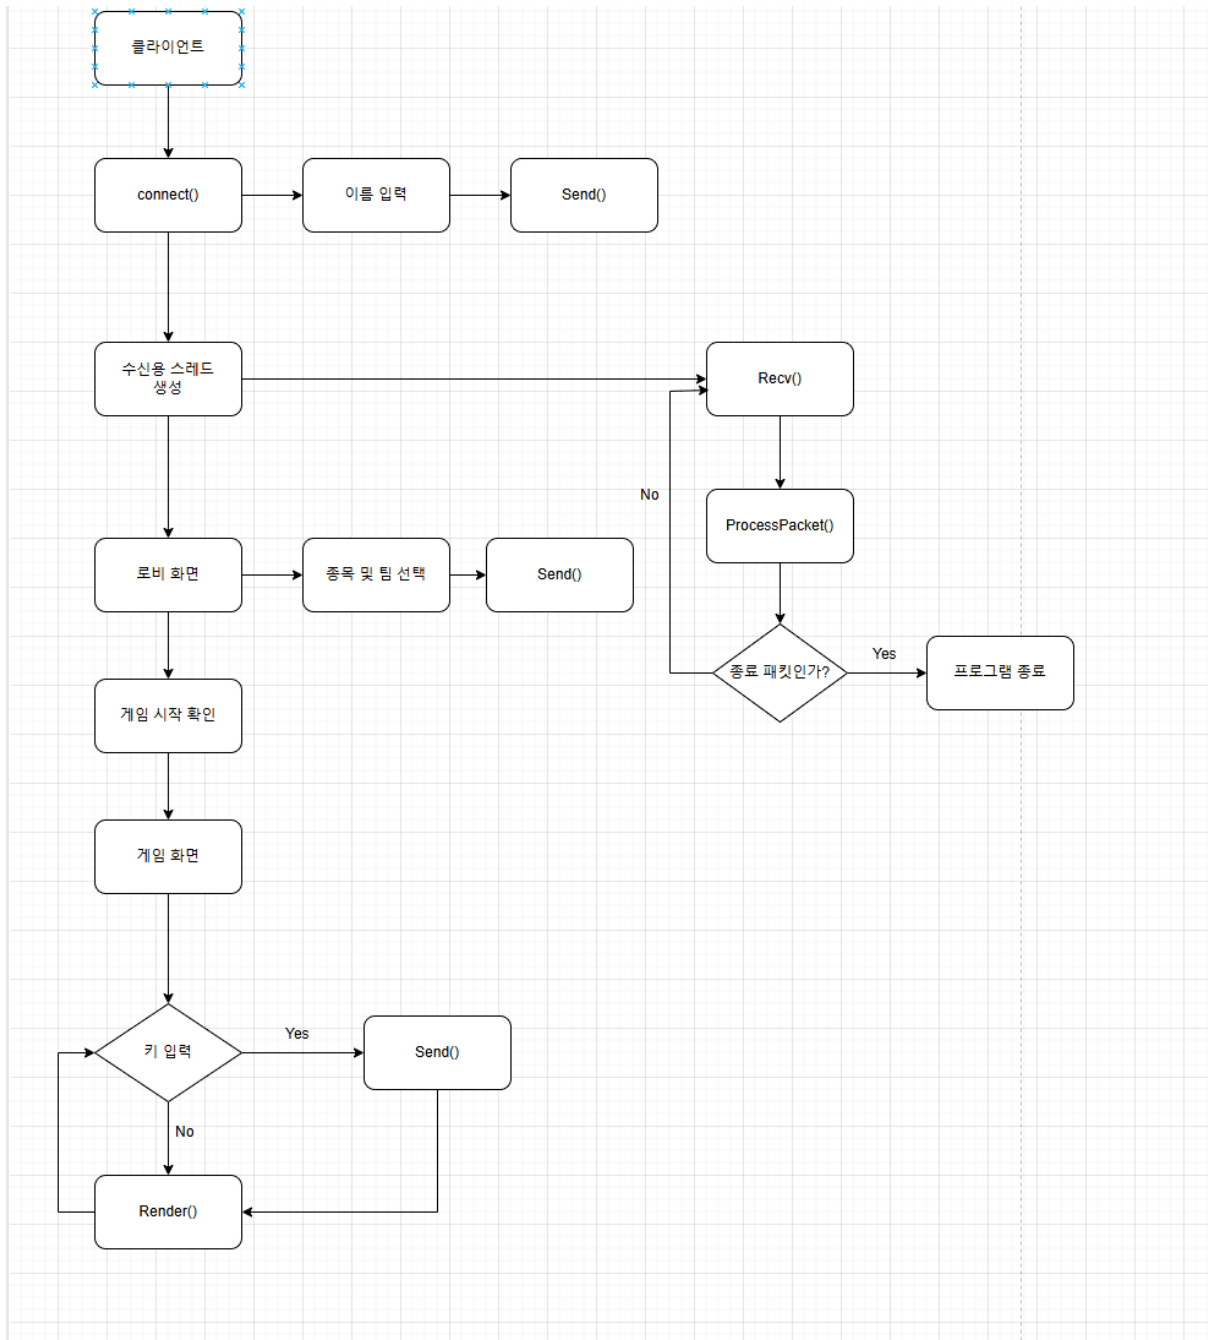 클라이언트
connect()
이름 입력
Send()
수신용 스레드
생성
Recv()
No
ProcessPacket()
로비 화면
종목 및 팀 선택
Send()
종료 패킷인가?
Yes
프로그램 종료
게임 시작 확인
게임 화면
키 입력
Yes
Send()
No
Render()